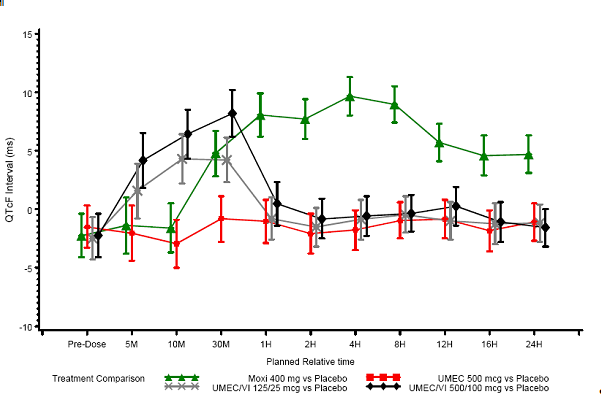 15
10
5
0
-5
-10
QTcF Interval (ms)
Pre-Dose 5M 10M 30M 1H 2H 4H 8H 12H 16H 24H
Planned Relative time
Treatment Comparison Moxi 400 mg vs Placebo UMEC 500 mcg vs Placebo
UMEC/VI 125/25 mcg vs Placebo UMEC/VI 500/100 mcg vs Placebo